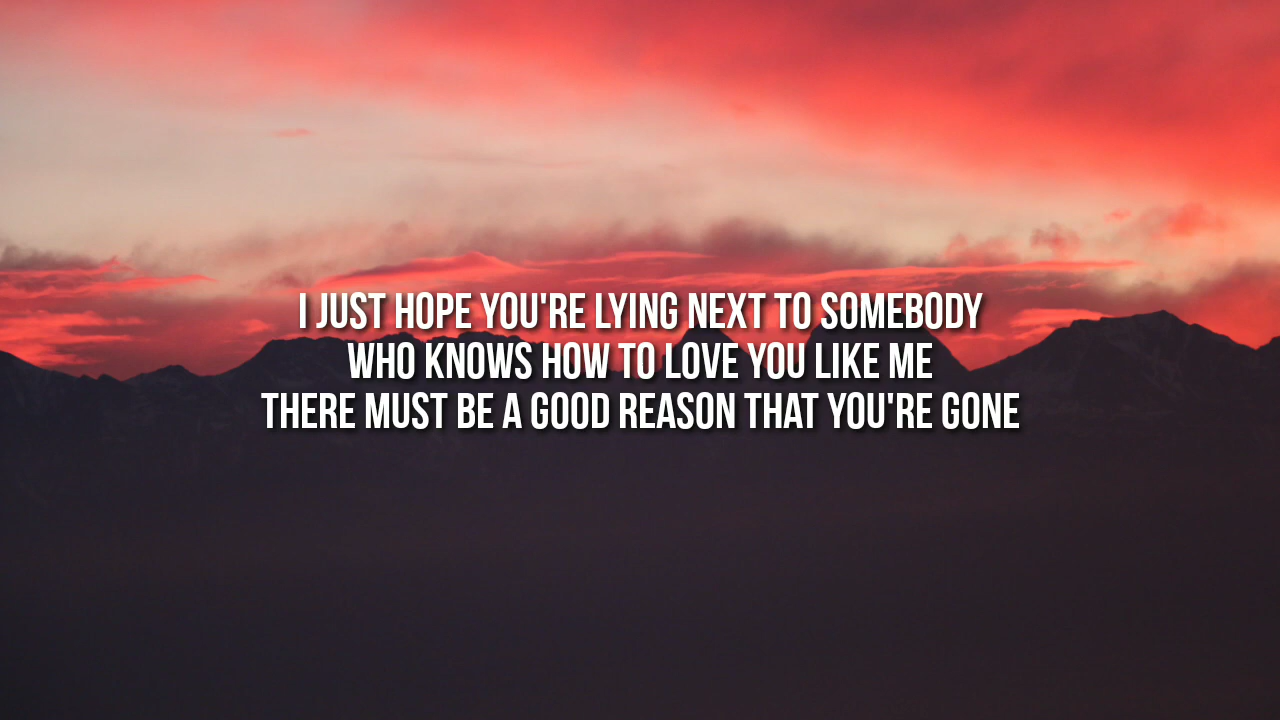 I JUST HOPE YOU'RE LYING NEXT TO SOMEBODY
WHO KNOWS HOW TO LOVE YOU LIKE ME
THERE MUST BE A GOOD REASON THAT YOU'RE GONE